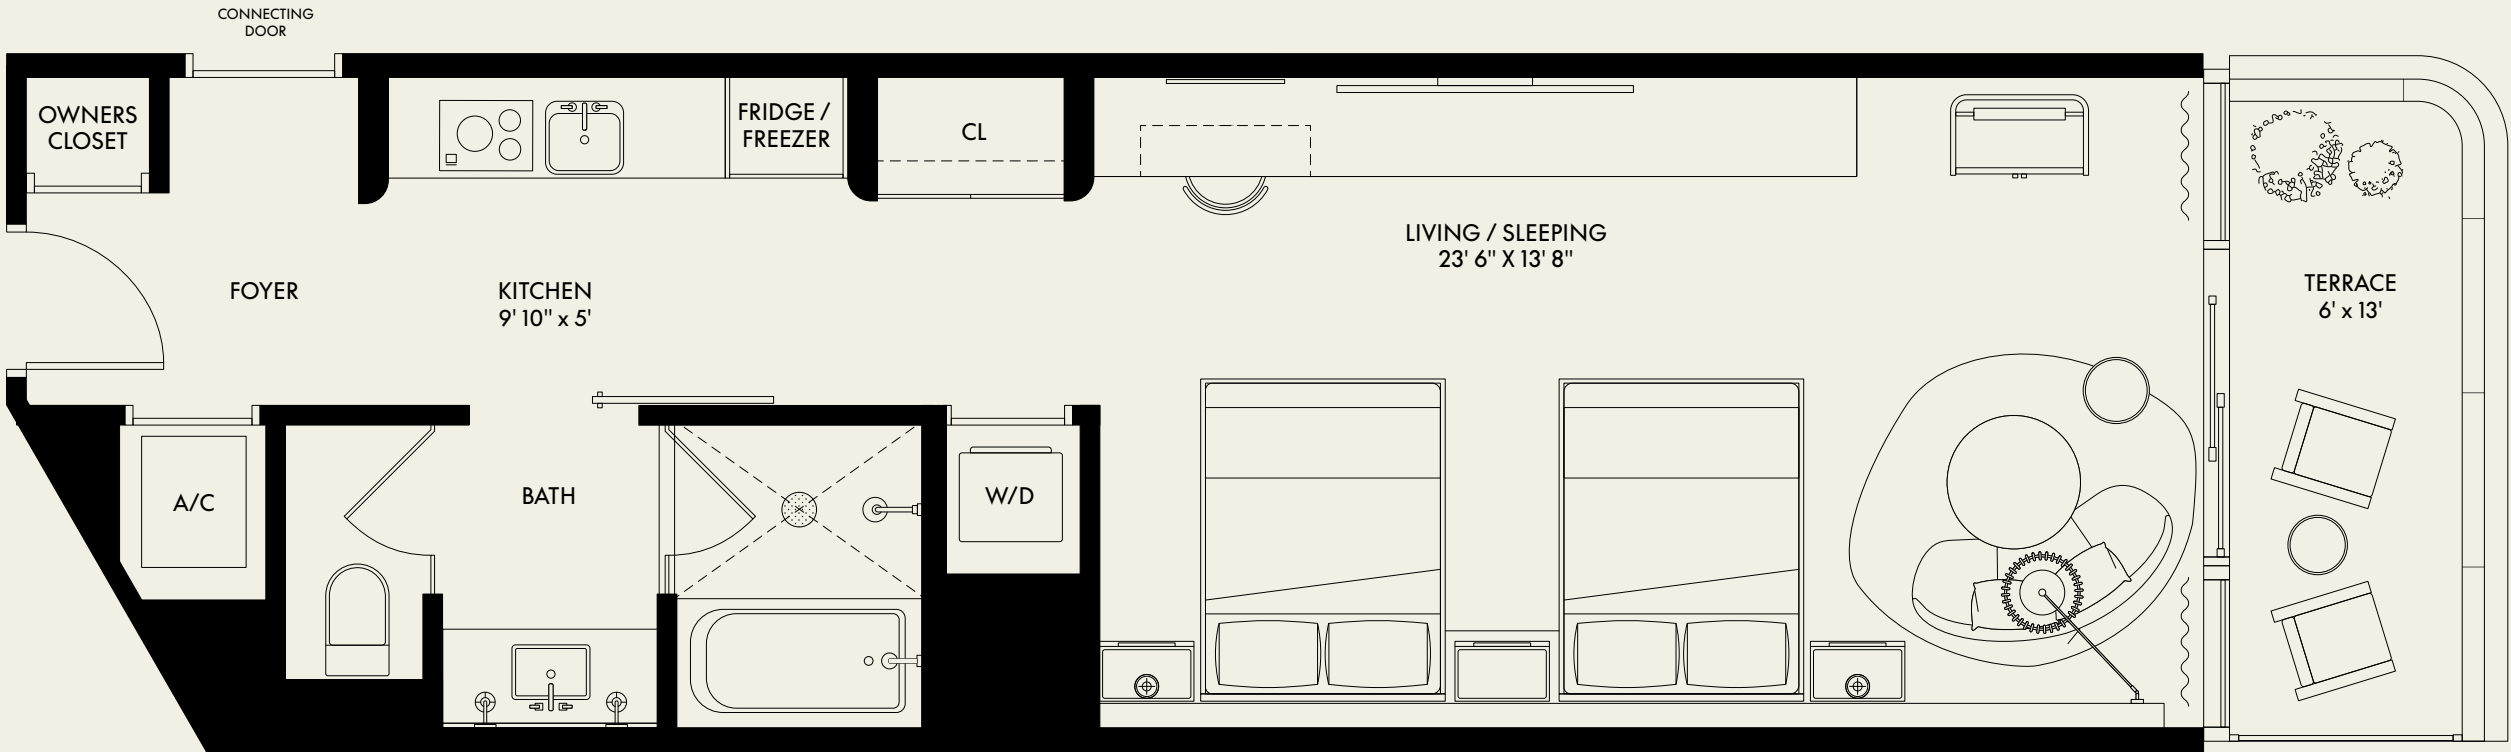 CONNECTING
DOOR
OWNERS
CLOSET
FRIDGE /
FREEZER
CL
LIVING / SLEEPING
23' 6" X 13' 8"
FOYER
KITCHEN
9' 10" x 5'
TERRACE
6' x 13'
A/C
BATH
W/D